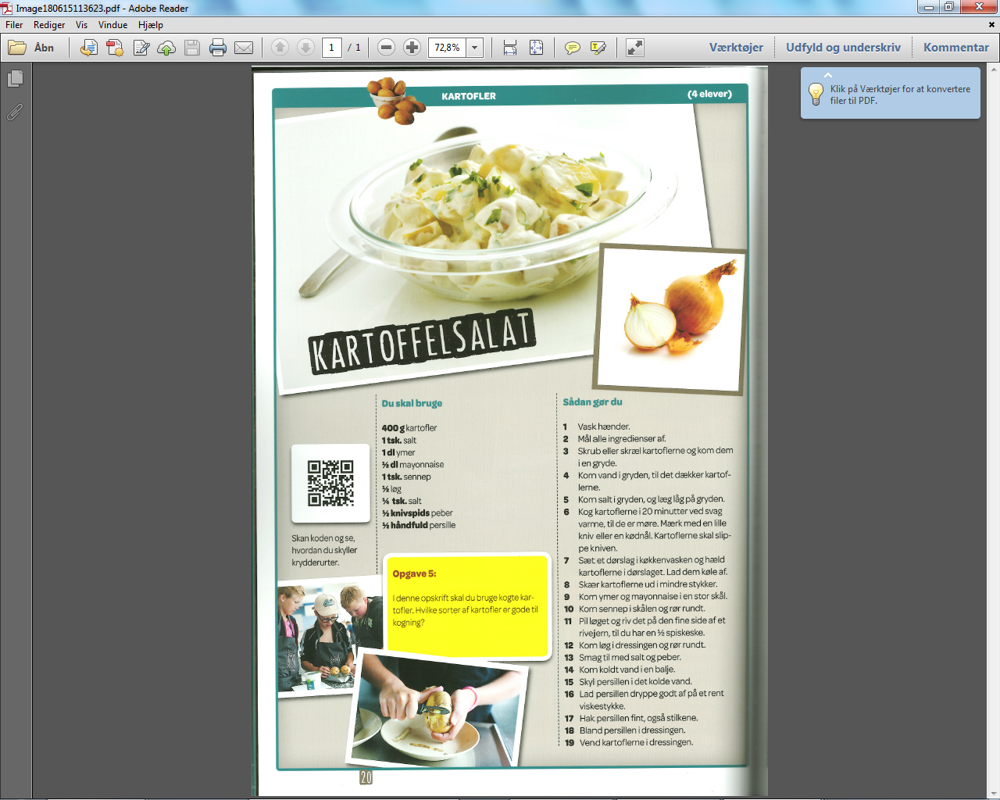 Image180615113623.pdf - Adobe Reader
Filer Rediger Vis Vindue Hjælp
Åbn 1 / 1 72,8% Værktøjer Udfyld og underskriv Kommentar
Klik på Værktøjer for at konvertere
filer til PDF.
KARTOFLER (4 elever)
KARTOFFELSALAT
Du skal bruge
400 g kartofler
1 tsk. salt
1 dl ymer
½ dl mayonnaise
1 tsk. sennep
½ løg
¼ tsk. salt
½ knivspids peber
½ håndfuld persille
Skan koden og se,
hvordan du skyller
krydderurter.
Opgave 5:
I denne opskrift skal du bruge kogte kar-
tofler. Hvilke sorter af kartofler er gode til
kogning?
Sådan gør du
1 Vask hænder.
2 Mål alle ingredienser af.
3 Skrub eller skræl kartoflerne og kom dem
i en gryde.
4 Kom vand i gryden, til det dækker kartof-
lerne.
5 Kom salt i gryden, og læg låg på gryden.
6 Kog kartoflerne i 20 minutter ved svag
varme, til de er møre. Mærk med en lille
kniv eller en kødnål. Kartoflerne skal slip-
pe kniven.
7 Sæt et dørslag i køkkenvasken og hæld
kartoflerne i dørslaget. Lad dem køle af.
8 Skær kartoflerne ud i mindre stykker.
9 Kom ymer og mayonnaise i en stor skål.
10 Kom sennep i skålen og rør rundt.
11 Pil løget og riv det på den fine side af et
rivejern, til du har en ½ spiskeske.
12 Kom løg i dressingen og rør rundt.
13 Smag til med salt og peber.
14 Kom koldt vand i en balje.
15 Skyl persillen i det kolde vand.
16 Lad persillen dryppe godt af på et rent
viskestykke.
17 Hak persillen fint, også stilkene.
18 Bland persillen i dressingen.
19 Vend kartoflerne i dressingen.
20